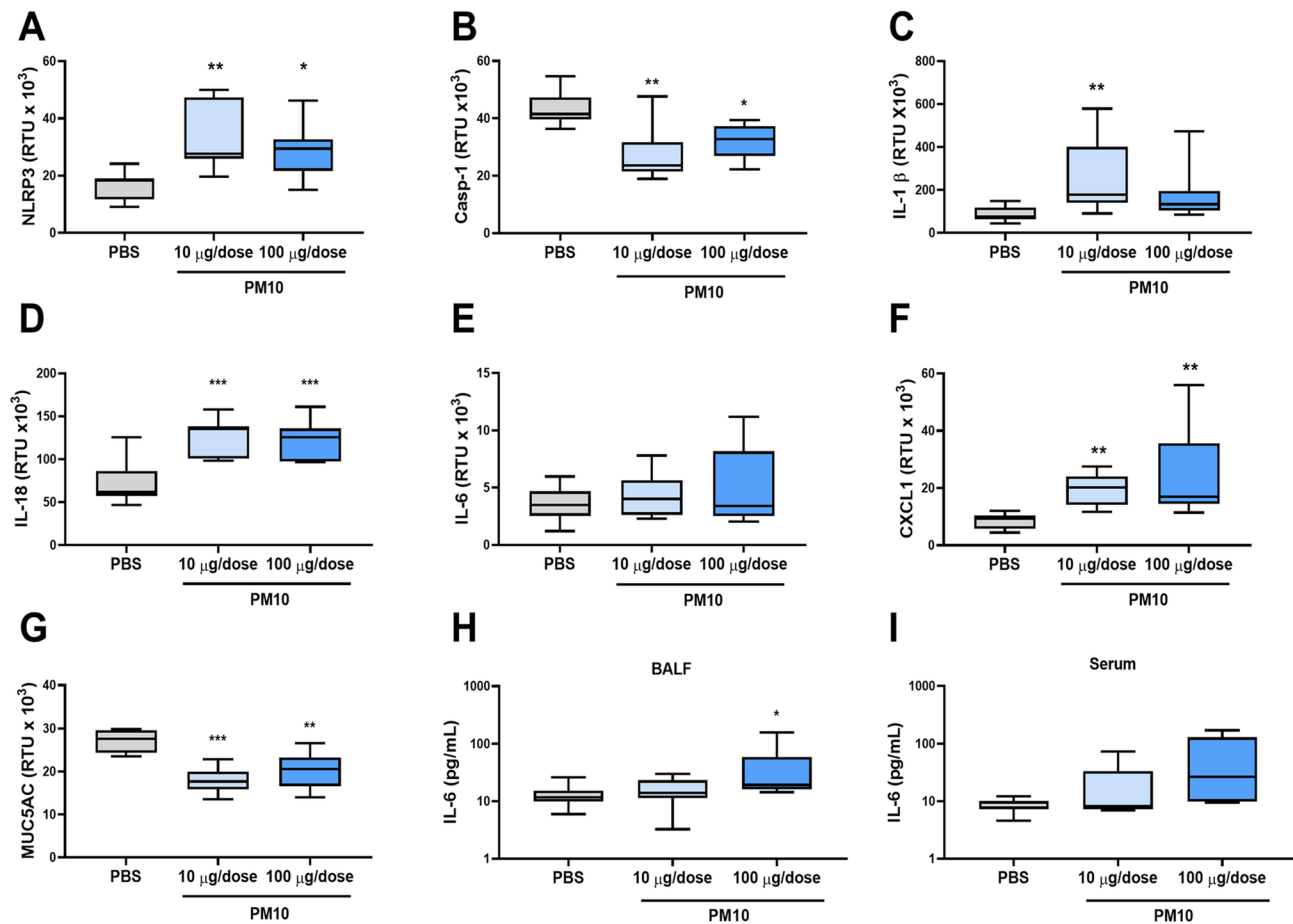 A
NLRP3 (RTU x 10³)
60
40
20
0
**
*
PBS
10 μg/dose
100 μg/dose
PM10
B
Casp-1 (RTU x10³)
60
40
20
0
**
*
PBS
10 μg/dose
100 μg/dose
PM10
C
IL-1 β (RTU X10³)
800
600
400
200
0
**
PBS
10 μg/dose
100 μg/dose
PM10
D
IL-18 (RTU x10³)
200
150
100
50
0
***
***
PBS
10 μg/dose
100 μg/dose
PM10
E
IL-6 (RTU x 10³)
15
10
5
0
PBS
10 μg/dose
100 μg/dose
PM10
F
CXCL1 (RTU x 10³)
60
40
20
0
**
**
PBS
10 μg/dose
100 μg/dose
PM10
G
MUC5AC (RTU x 10³)
40
30
20
10
0
***
**
PBS
10 μg/dose
100 μg/dose
PM10
H
BALF
IL-6 (pg/mL)
1000
100
10
1
*
PBS
10 μg/dose
100 μg/dose
PM10
I
Serum
IL-6 (pg/mL)
1000
100
10
1
PBS
10 μg/dose
100 μg/dose
PM10